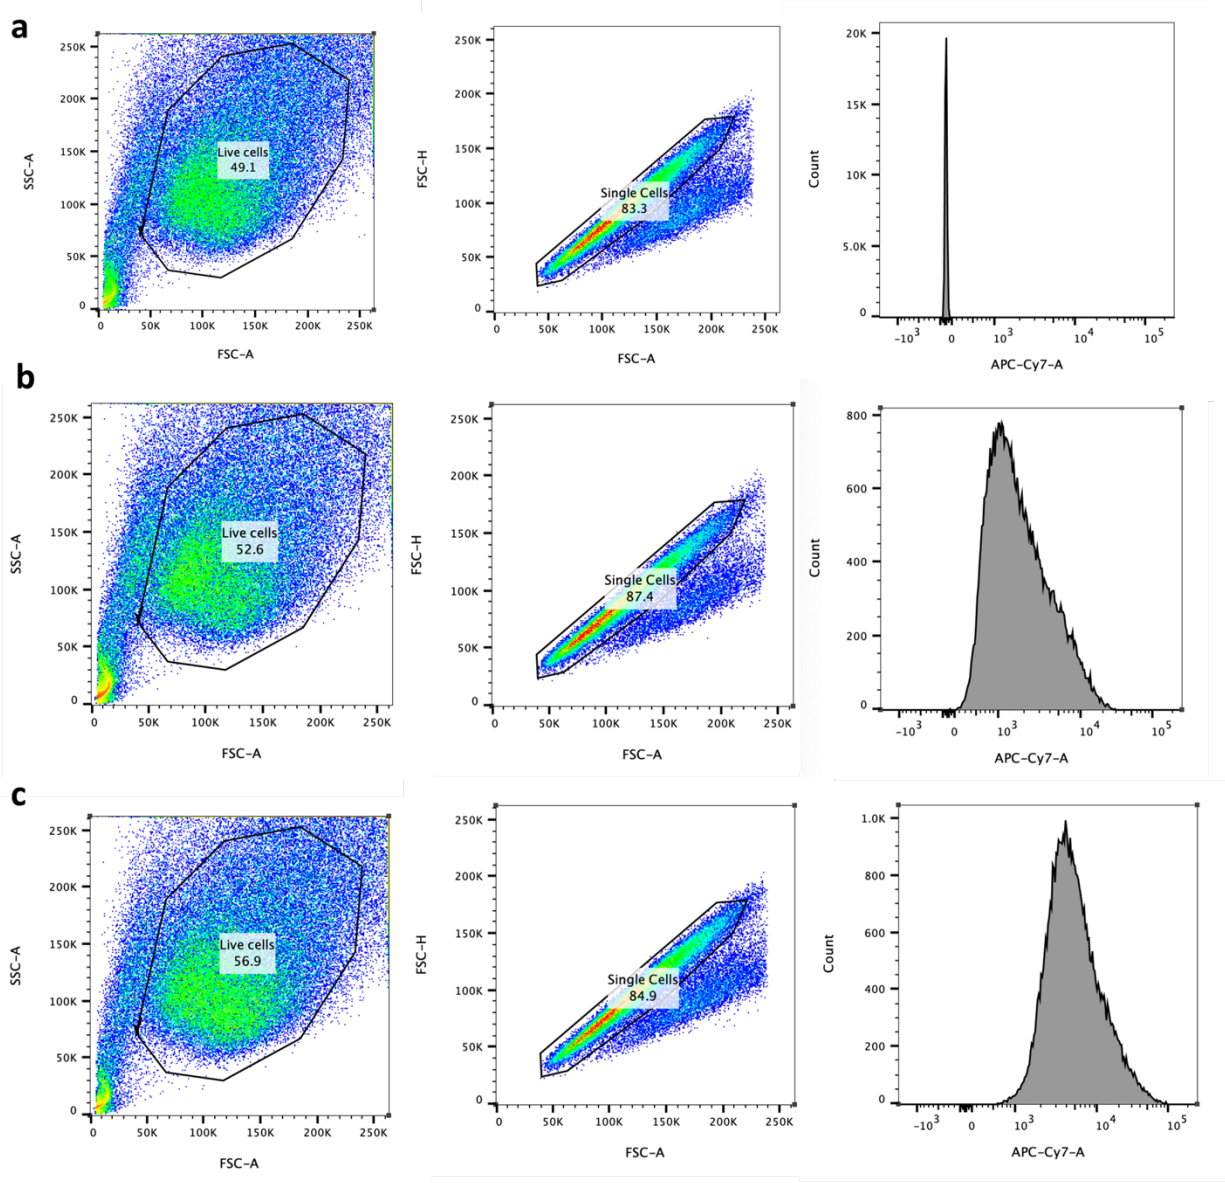 a
250K
200K
150K
100K
50K
0
SSC-A
Live cells
49.1
0
50K
100K
150K
200K
250K
FSC-A
250K
200K
150K
100K
50K
0
FSC-H
Single Cells
83.3
0K
50K
100K
150K
200K
250K
FSC-A
20K
15K
10K
5.0K
0
Count
-10³
0
10³
10⁴
10⁵
APC-Cy7-A
b
250K
200K
150K
100K
50K
0
SSC-A
Live cells
52.6
0
50K
100K
150K
200K
250K
FSC-A
250K
200K
150K
100K
50K
0
FSC-H
Single Cells
87.4
0K
50K
100K
150K
200K
250K
FSC-A
800
600
400
200
0
Count
-10³
0
10³
10⁴
10⁵
APC-Cy7-A
c
250K
200K
150K
100K
50K
0
SSC-A
Live cells
56.9
0
50K
100K
150K
200K
250K
FSC-A
250K
200K
150K
100K
50K
0
FSC-H
Single Cells
84.9
0K
50K
100K
150K
200K
250K
FSC-A
1.0K
800
600
400
200
0
Count
-10³
0
10³
10⁴
10⁵
APC-Cy7-A